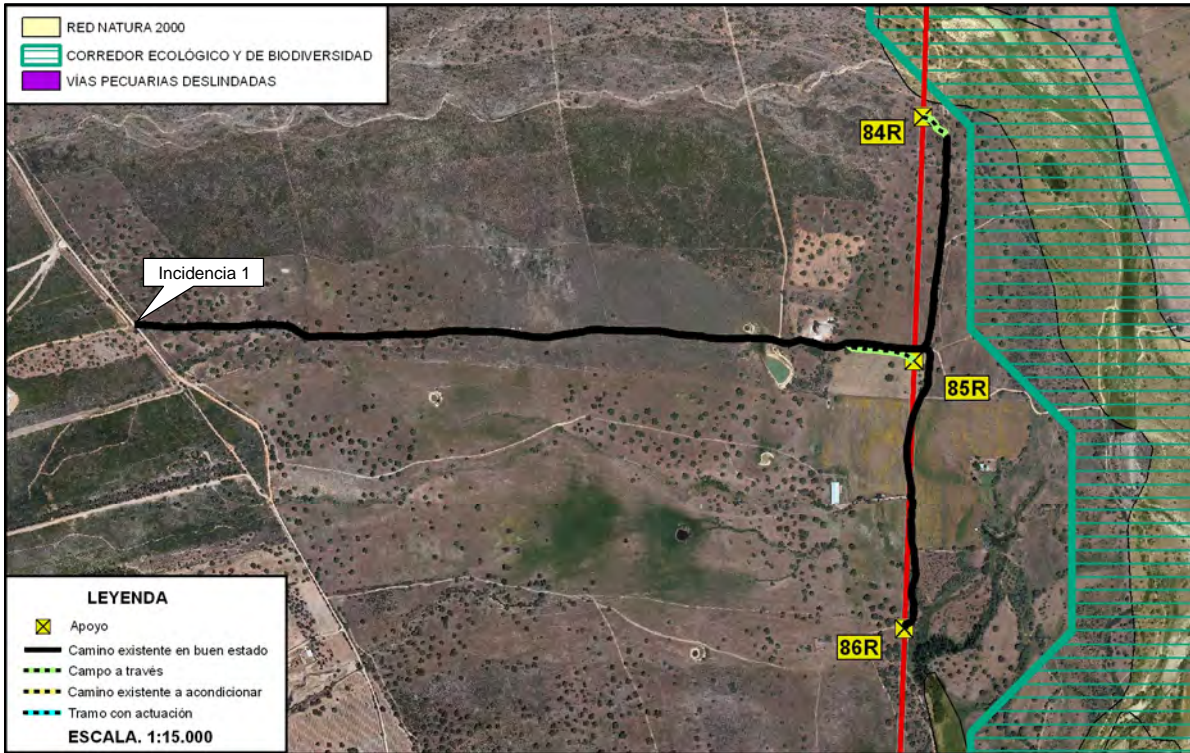 RED NATURA 2000
CORREDOR ECOLÓGICO Y DE BIODIVERSIDAD
VÍAS PECUARIAS DESLINDADAS
84R
Incidencia 1
85R
86R
LEYENDA
Apoyo
Camino existente en buen estado
Campo a través
Camino existente a acondicionar
Tramo con actuación
ESCALA. 1:15.000